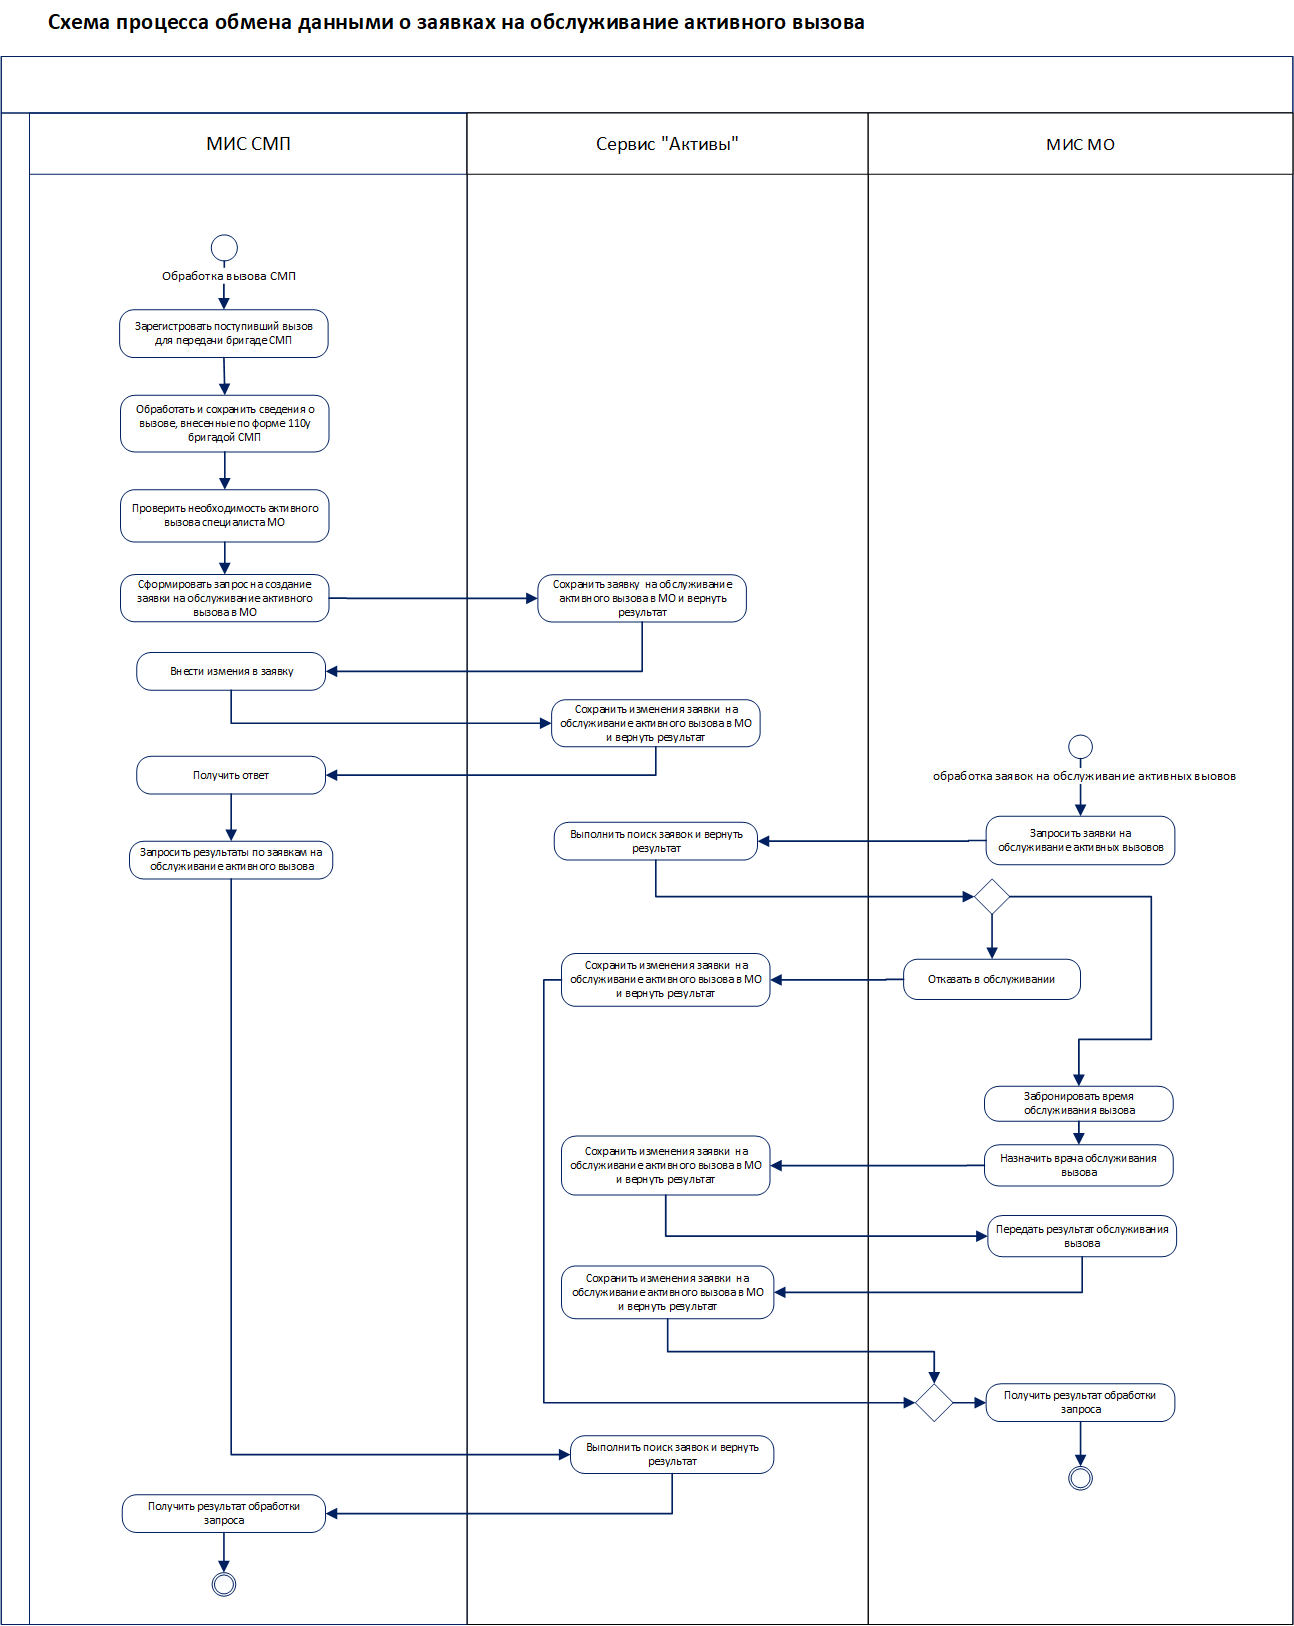 Схема процесса обмена данными о заявках на обслуживание активного вызова
МИС СМП
Сервис "Активы"
МИС МО
Обработка вызова СМП
Зарегистровать поступивший вызов
для передачи бригаде СМП
Обработать и сохранить сведения о
вызове, внесенные по форме 110у
бригадой СМП
Проверить необходимость активного
вызова специалиста МО
Сформировать запрос на создание
заявки на обслуживание активного
вызова в МО
Сохранить заявку на обслуживание
активного вызова в МО и вернуть
результат
Внести измения в заявку
Сохранить изменения заявки на
обслуживание активного вызова в МО
и вернуть результат
Получить ответ
обработка заявок на обслуживание активных выовов
Запросить заявки на
обслуживание активных вызовов
Выполнить поиск заявок и вернуть
результат
Запросить результаты по заявкам на
обслуживание активного вызова
Сохранить изменения заявки на
обслуживание активного вызова в МО
и вернуть результат
Отказать в обслуживании
Забронировать время
обслуживания вызова
Сохранить изменения заявки на
обслуживание активного вызова в МО
и вернуть результат
Назначить врача обслуживания
вызова
Передать результат обслуживания
вызова
Сохранить изменения заявки на
обслуживание активного вызова в МО
и вернуть результат
Получить результат обработки
запроса
Выполнить поиск заявок и вернуть
результат
Получить результат обработки
запроса